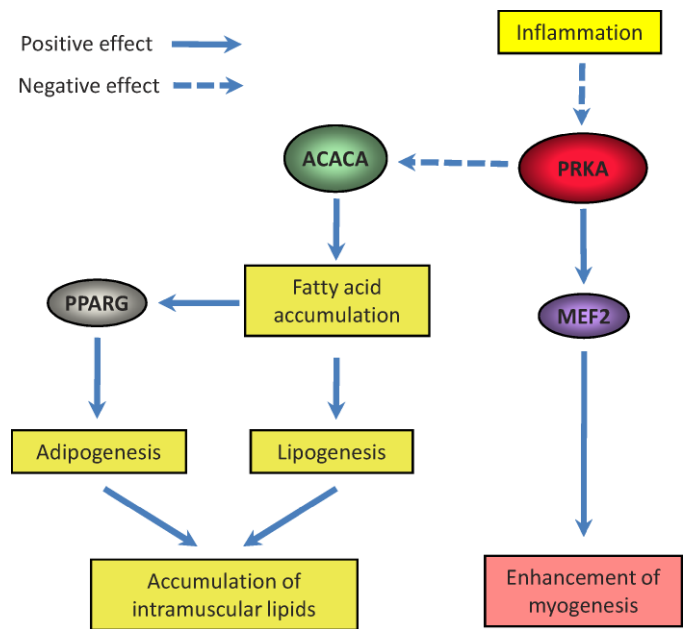 Positive effect
Negative effect
Inflammation
ACACA
PRKA
Fatty acid
accumulation
PPARG
MEF2
Adipogenesis
Lipogenesis
Accumulation of
intramuscular lipids
Enhancement of
myogenesis